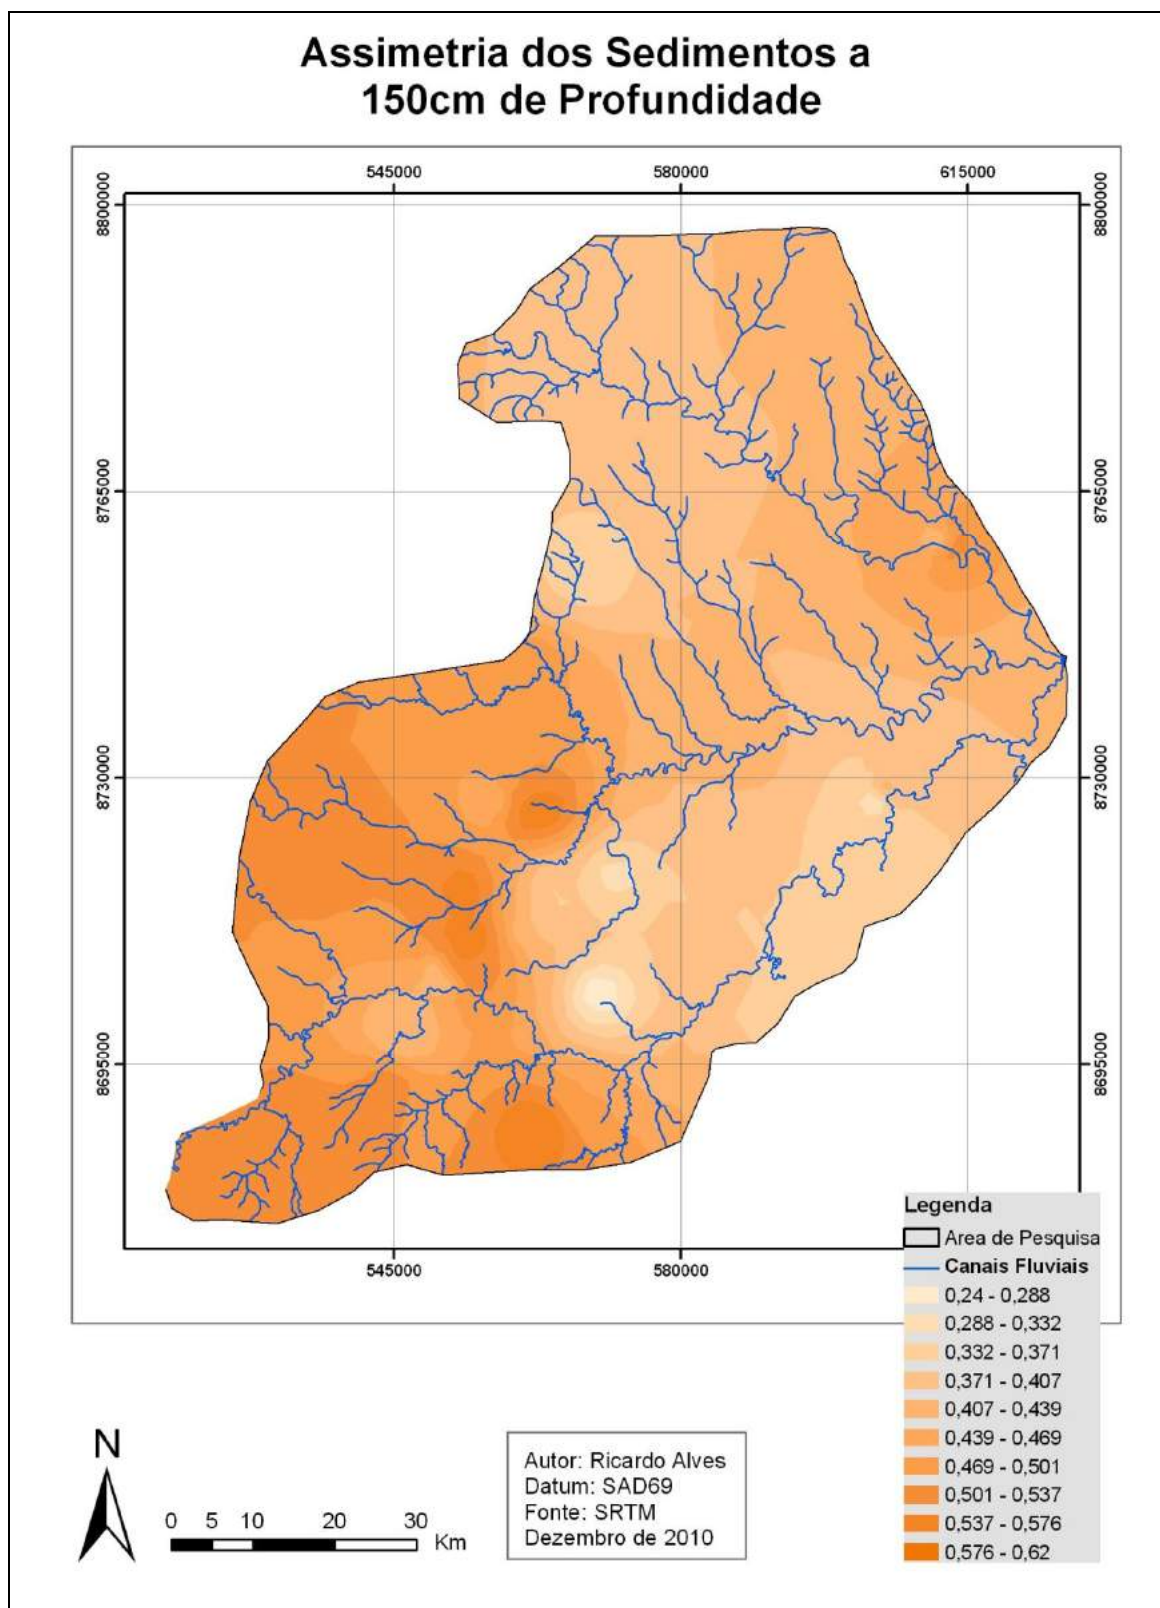 Assimetria dos Sedimentos a
150cm de Profundidade
545000
580000
615000
8800000
8800000
8765000
8765000
8730000
8730000
8695000
8695000
545000
580000
Legenda
Area de Pesquisa
Canais Fluviais
0,24 - 0,288
0,288 - 0,332
0,332 - 0,371
0,371 - 0,407
0,407 - 0,439
0,439 - 0,469
0,469 - 0,501
0,501 - 0,537
0,537 - 0,576
0,576 - 0,62
N
0 5 10 20 30
Km
Autor: Ricardo Alves
Datum: SAD69
Fonte: SRTM
Dezembro de 2010